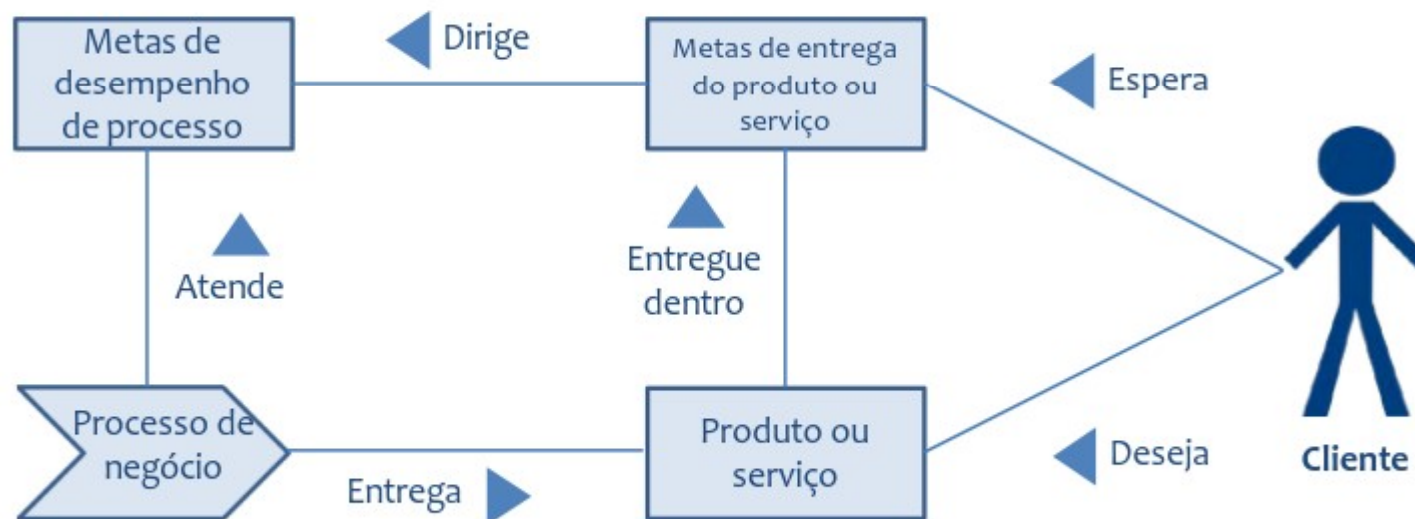 Metas de
desempenho
de processo
Dirige
Metas de entrega
do produto ou
serviço
Espera
Atende
Entregue
dentro
Processo de
negócio
Entrega
Produto ou
serviço
Deseja
Cliente